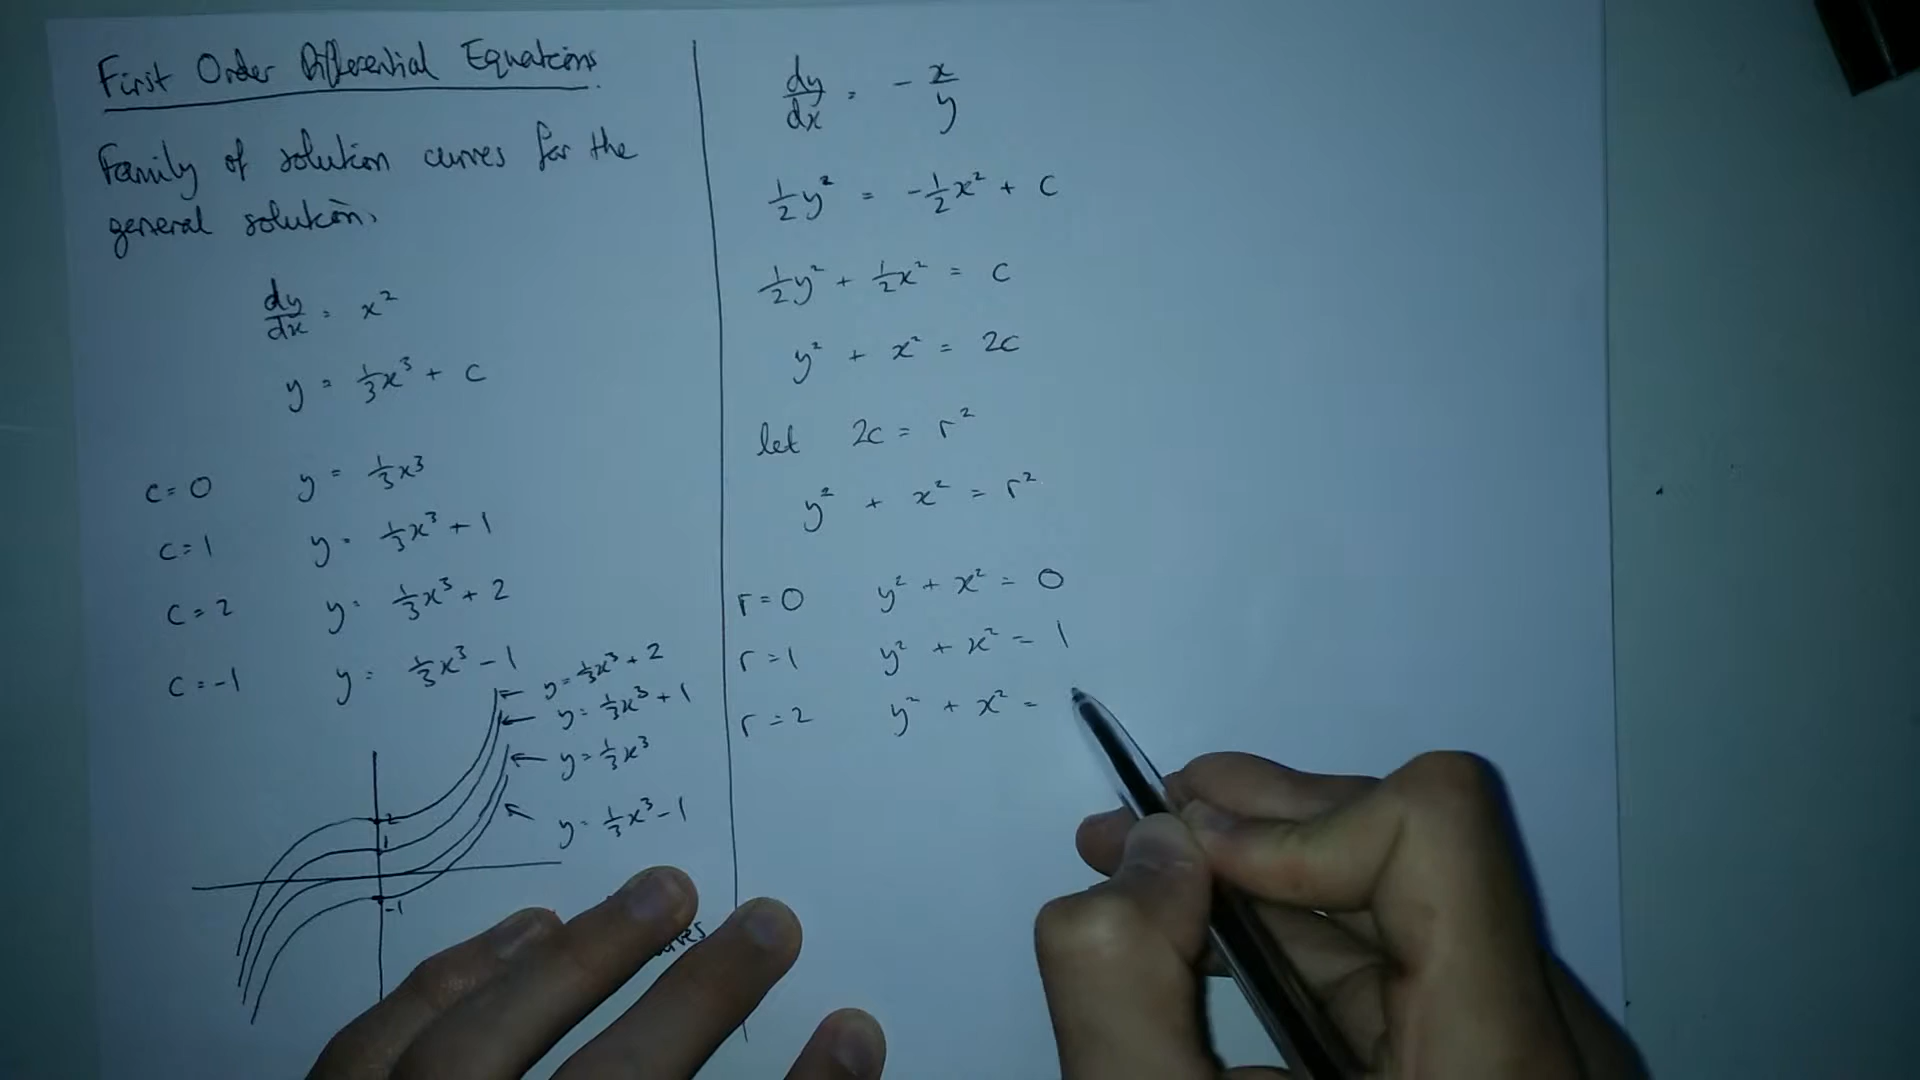 First Order Differential Equations.
Family of solution curves for the
general solution.
dy/dx = x²
y = 1/3x³ + c
c = 0 y = 1/3x³
c = 1 y = 1/3x³ + 1
c = 2 y = 1/3x³ + 2
c = -1 y = 1/3x³ - 1
y = 1/3x³ + 2
y = 1/3x³ + 1
y = 1/3x³
y = 1/3x³ - 1
2
1
-1
dy/dx = - x/y
1/2y² = -1/2x² + c
1/2y² + 1/2x² = c
y² + x² = 2c
let 2c = r²
y² + x² = r²
r = 0 y² + x² = 0
r = 1 y² + x² = 1
r = 2 y² + x² =